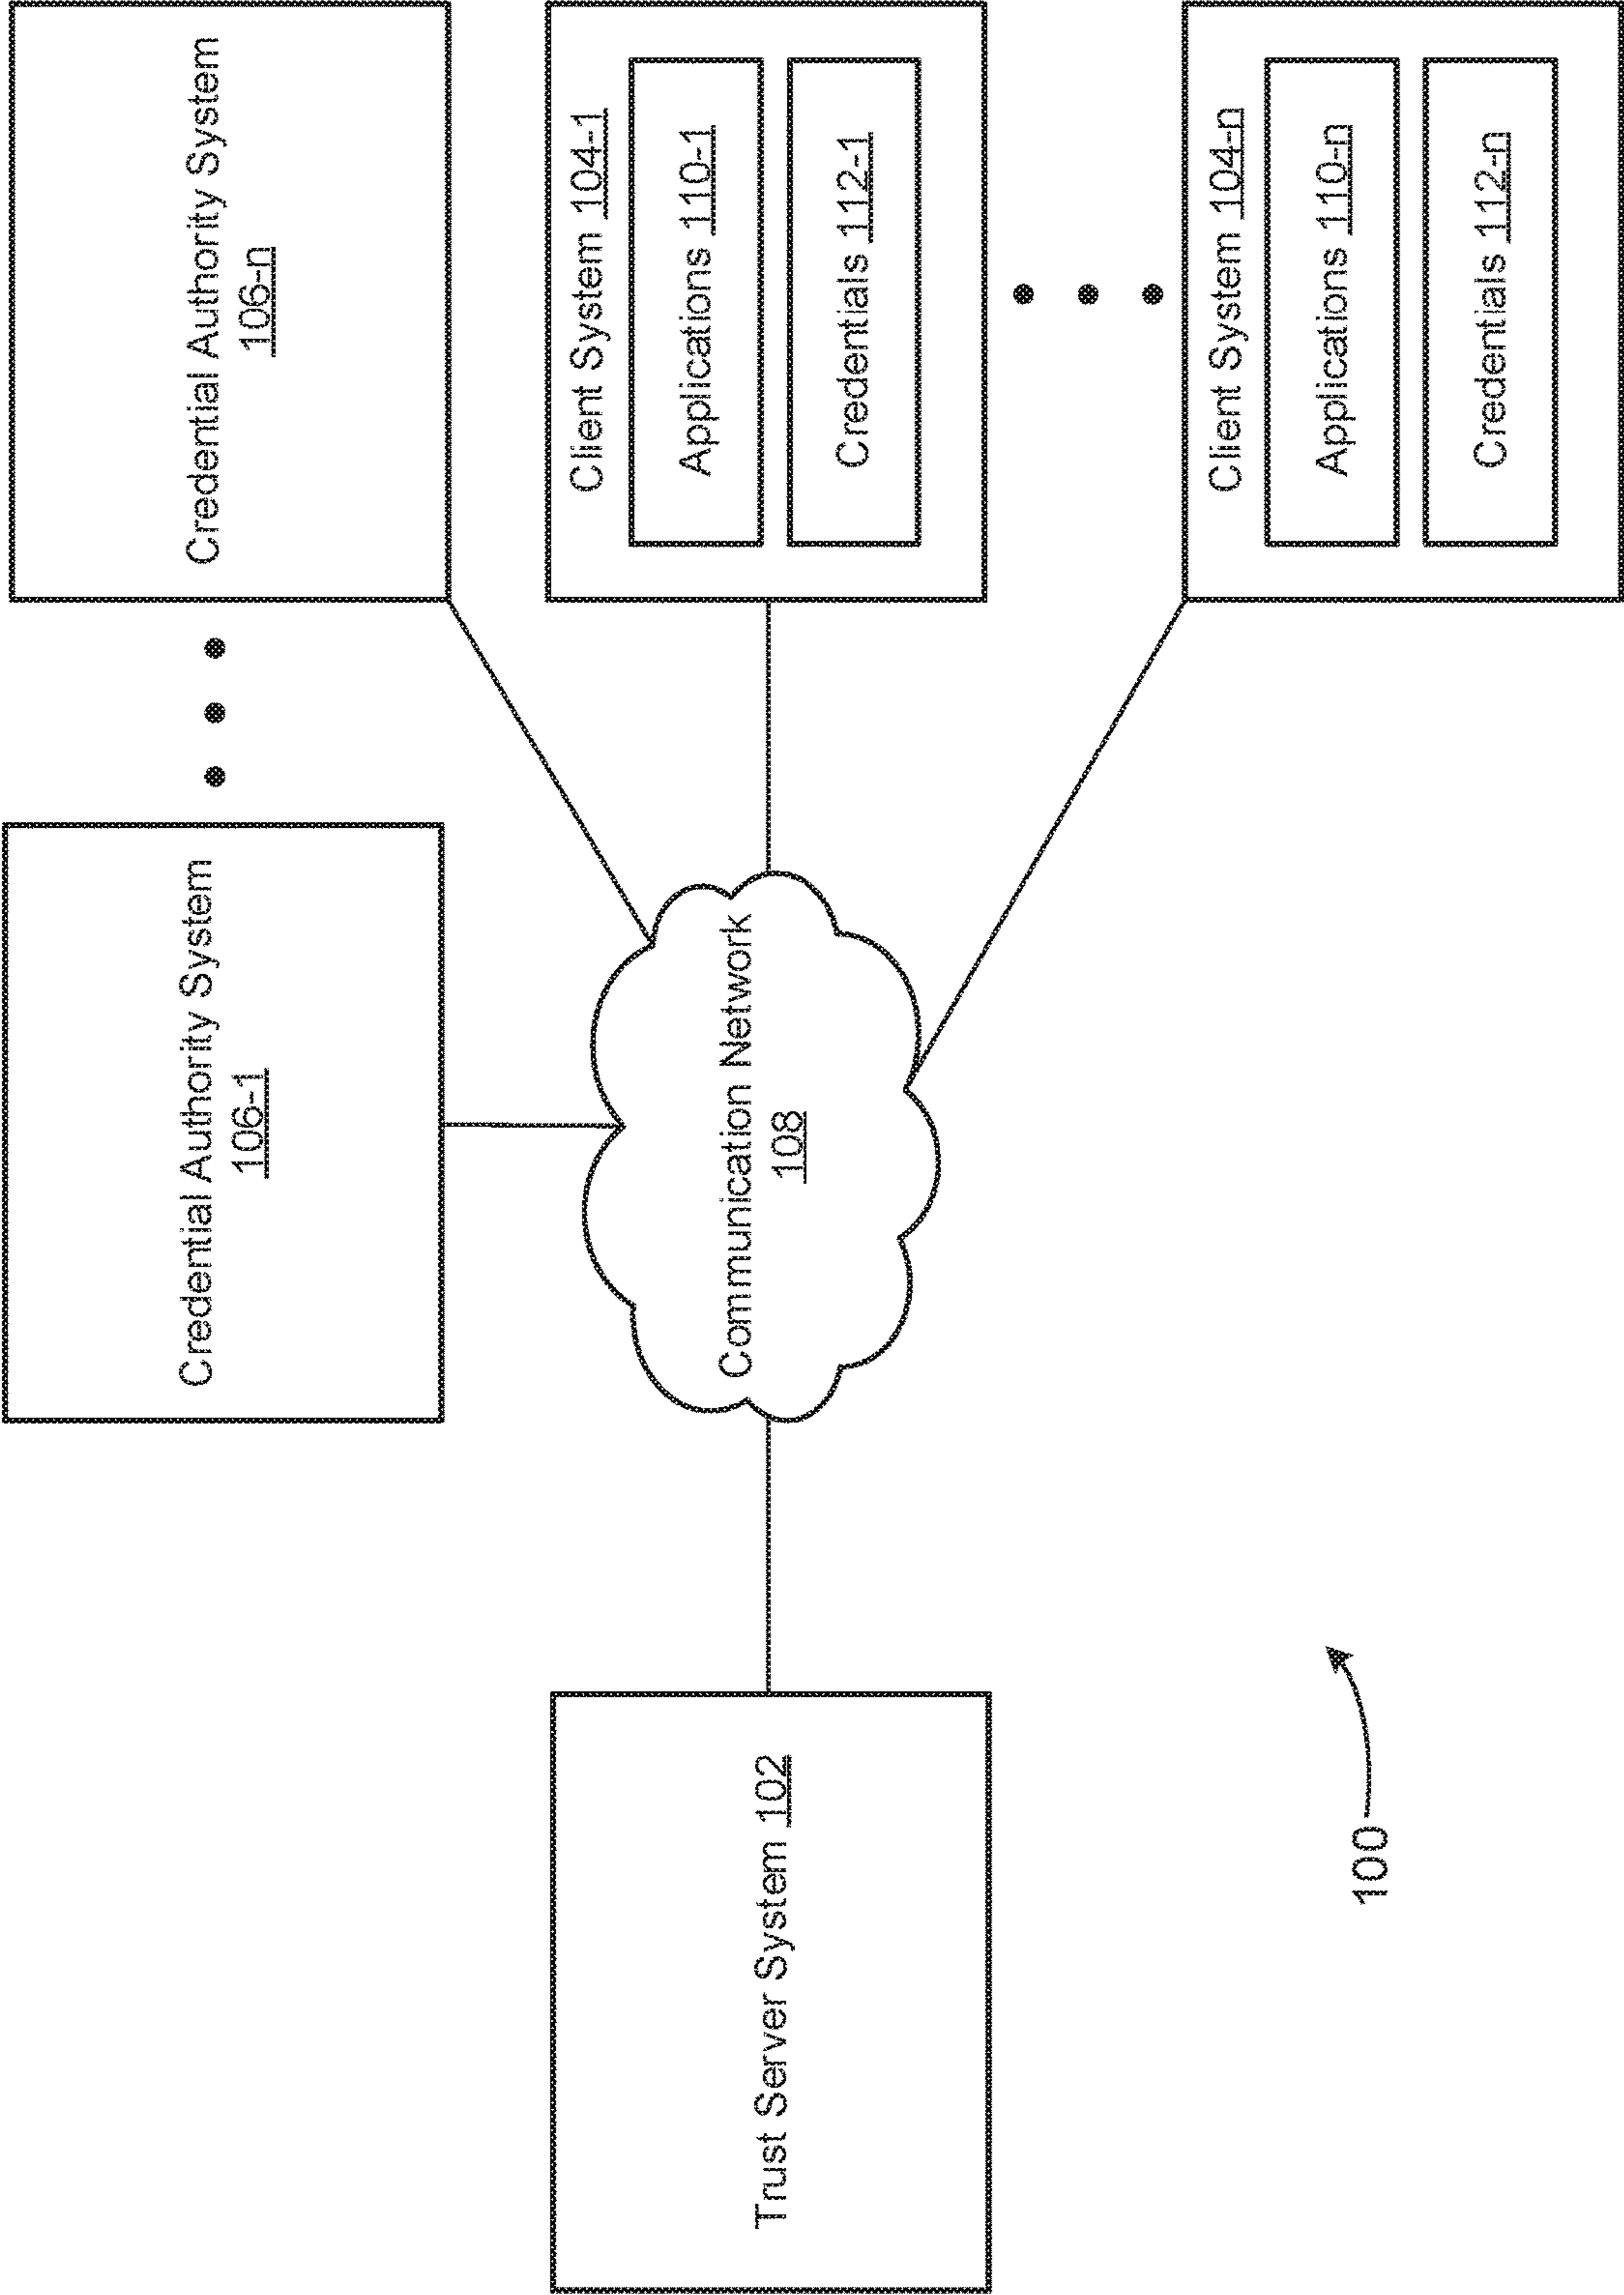 Credential Authority System
106-1
Credential Authority System
106-n
Trust Server System 102
Communication Network
108
Client System 104-1
Applications 110-1
Credentials 112-1
Client System 104-n
Applications 110-n
Credentials 112-n
100